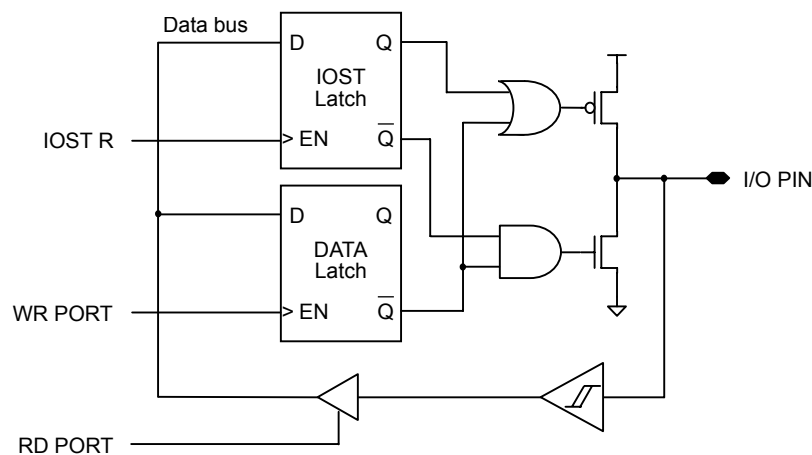 Data bus
D Q
IOST
Latch
IOST R
> EN Q̅
I/O PIN
D Q
DATA
Latch
WR PORT
> EN Q̅
RD PORT